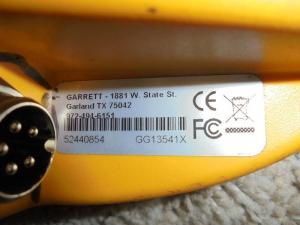 GARRETT - 1881 W. State St.
Garland TX 75042
972-494-6151
52440854 GG13541X
CE
FC